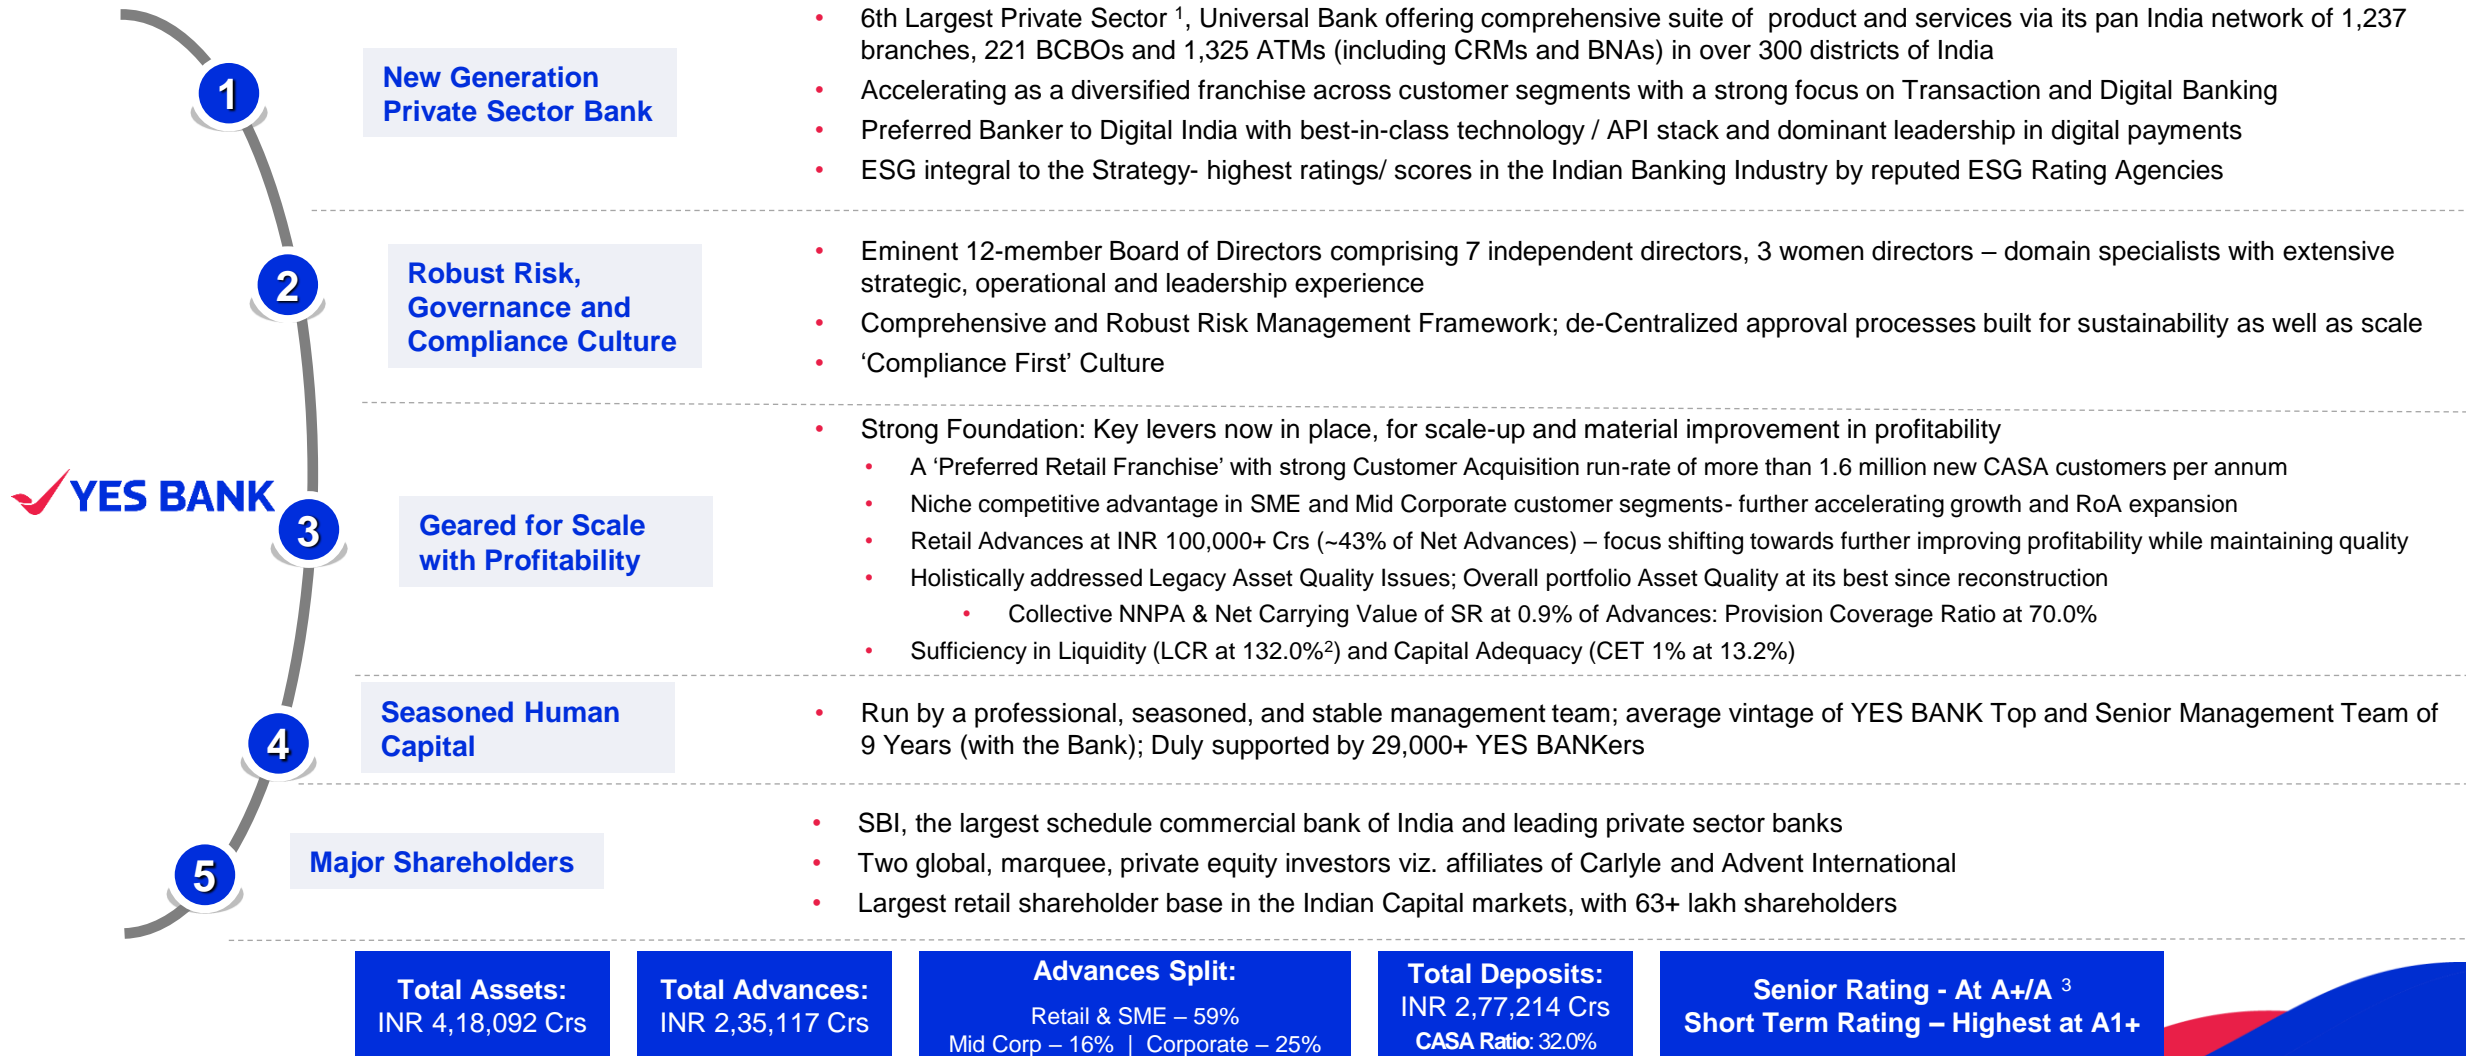 YES BANK
1
New Generation
Private Sector Bank
• 6th Largest Private Sector ¹, Universal Bank offering comprehensive suite of product and services via its pan India network of 1,237
branches, 221 BCBOs and 1,325 ATMs (including CRMs and BNAs) in over 300 districts of India
• Accelerating as a diversified franchise across customer segments with a strong focus on Transaction and Digital Banking
• Preferred Banker to Digital India with best-in-class technology / API stack and dominant leadership in digital payments
• ESG integral to the Strategy- highest ratings/ scores in the Indian Banking Industry by reputed ESG Rating Agencies
2
Robust Risk,
Governance and
Compliance Culture
• Eminent 12-member Board of Directors comprising 7 independent directors, 3 women directors – domain specialists with extensive
strategic, operational and leadership experience
• Comprehensive and Robust Risk Management Framework; de-Centralized approval processes built for sustainability as well as scale
• ‘Compliance First’ Culture
3
Geared for Scale
with Profitability
• Strong Foundation: Key levers now in place, for scale-up and material improvement in profitability
• A ‘Preferred Retail Franchise’ with strong Customer Acquisition run-rate of more than 1.6 million new CASA customers per annum
• Niche competitive advantage in SME and Mid Corporate customer segments- further accelerating growth and RoA expansion
• Retail Advances at INR 100,000+ Crs (~43% of Net Advances) – focus shifting towards further improving profitability while maintaining quality
• Holistically addressed Legacy Asset Quality Issues; Overall portfolio Asset Quality at its best since reconstruction
• Collective NNPA & Net Carrying Value of SR at 0.9% of Advances: Provision Coverage Ratio at 70.0%
• Sufficiency in Liquidity (LCR at 132.0%²) and Capital Adequacy (CET 1% at 13.2%)
4
Seasoned Human
Capital
• Run by a professional, seasoned, and stable management team; average vintage of YES BANK Top and Senior Management Team of
9 Years (with the Bank); Duly supported by 29,000+ YES BANKers
5
Major Shareholders
• SBI, the largest schedule commercial bank of India and leading private sector banks
• Two global, marquee, private equity investors viz. affiliates of Carlyle and Advent International
• Largest retail shareholder base in the Indian Capital markets, with 63+ lakh shareholders
Total Assets:
INR 4,18,092 Crs
Total Advances:
INR 2,35,117 Crs
Advances Split:
Retail & SME – 59%
Mid Corp – 16% | Corporate – 25%
Total Deposits:
INR 2,77,214 Crs
CASA Ratio: 32.0%
Senior Rating - At A+/A ³
Short Term Rating – Highest at A1+